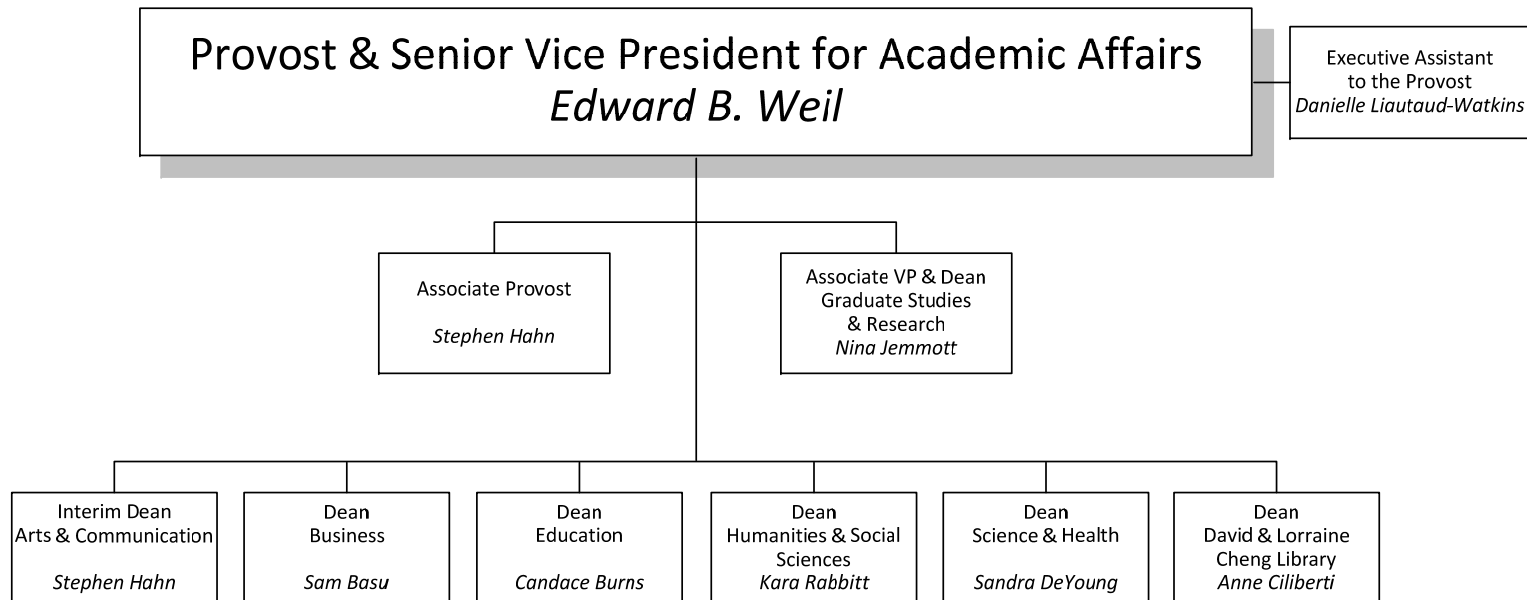 Provost & Senior Vice President for Academic Affairs
Edward B. Weil
Executive Assistant
to the Provost
Danielle Liautaud-Watkins
Associate Provost
Stephen Hahn
Associate VP & Dean
Graduate Studies
& Research
Nina Jemmott
Interim Dean
Arts & Communication
Stephen Hahn
Dean
Business
Sam Basu
Dean
Education
Candace Burns
Dean
Humanities & Social
Sciences
Kara Rabbitt
Dean
Science & Health
Sandra DeYoung
Dean
David & Lorraine
Cheng Library
Anne Ciliberti